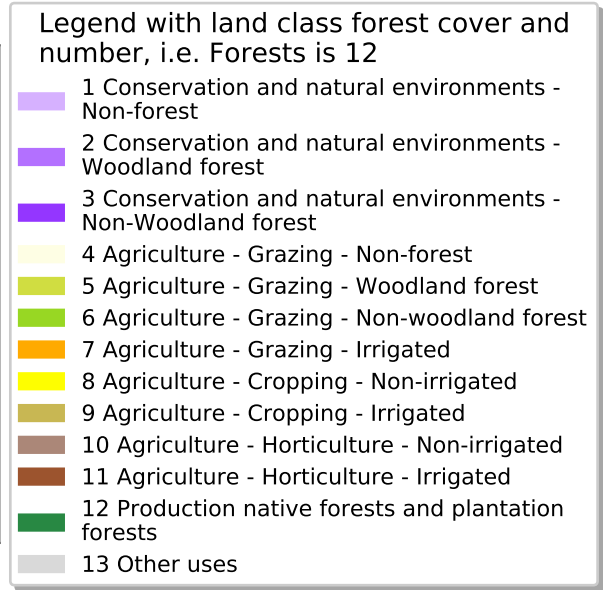 Legend with land class forest cover and
number, i.e. Forests is 12
1 Conservation and natural environments -
Non-forest
2 Conservation and natural environments -
Woodland forest
3 Conservation and natural environments -
Non-Woodland forest
4 Agriculture - Grazing - Non-forest
5 Agriculture - Grazing - Woodland forest
6 Agriculture - Grazing - Non-woodland forest
7 Agriculture - Grazing - Irrigated
8 Agriculture - Cropping - Non-irrigated
9 Agriculture - Cropping - Irrigated
10 Agriculture - Horticulture - Non-irrigated
11 Agriculture - Horticulture - Irrigated
12 Production native forests and plantation
forests
13 Other uses